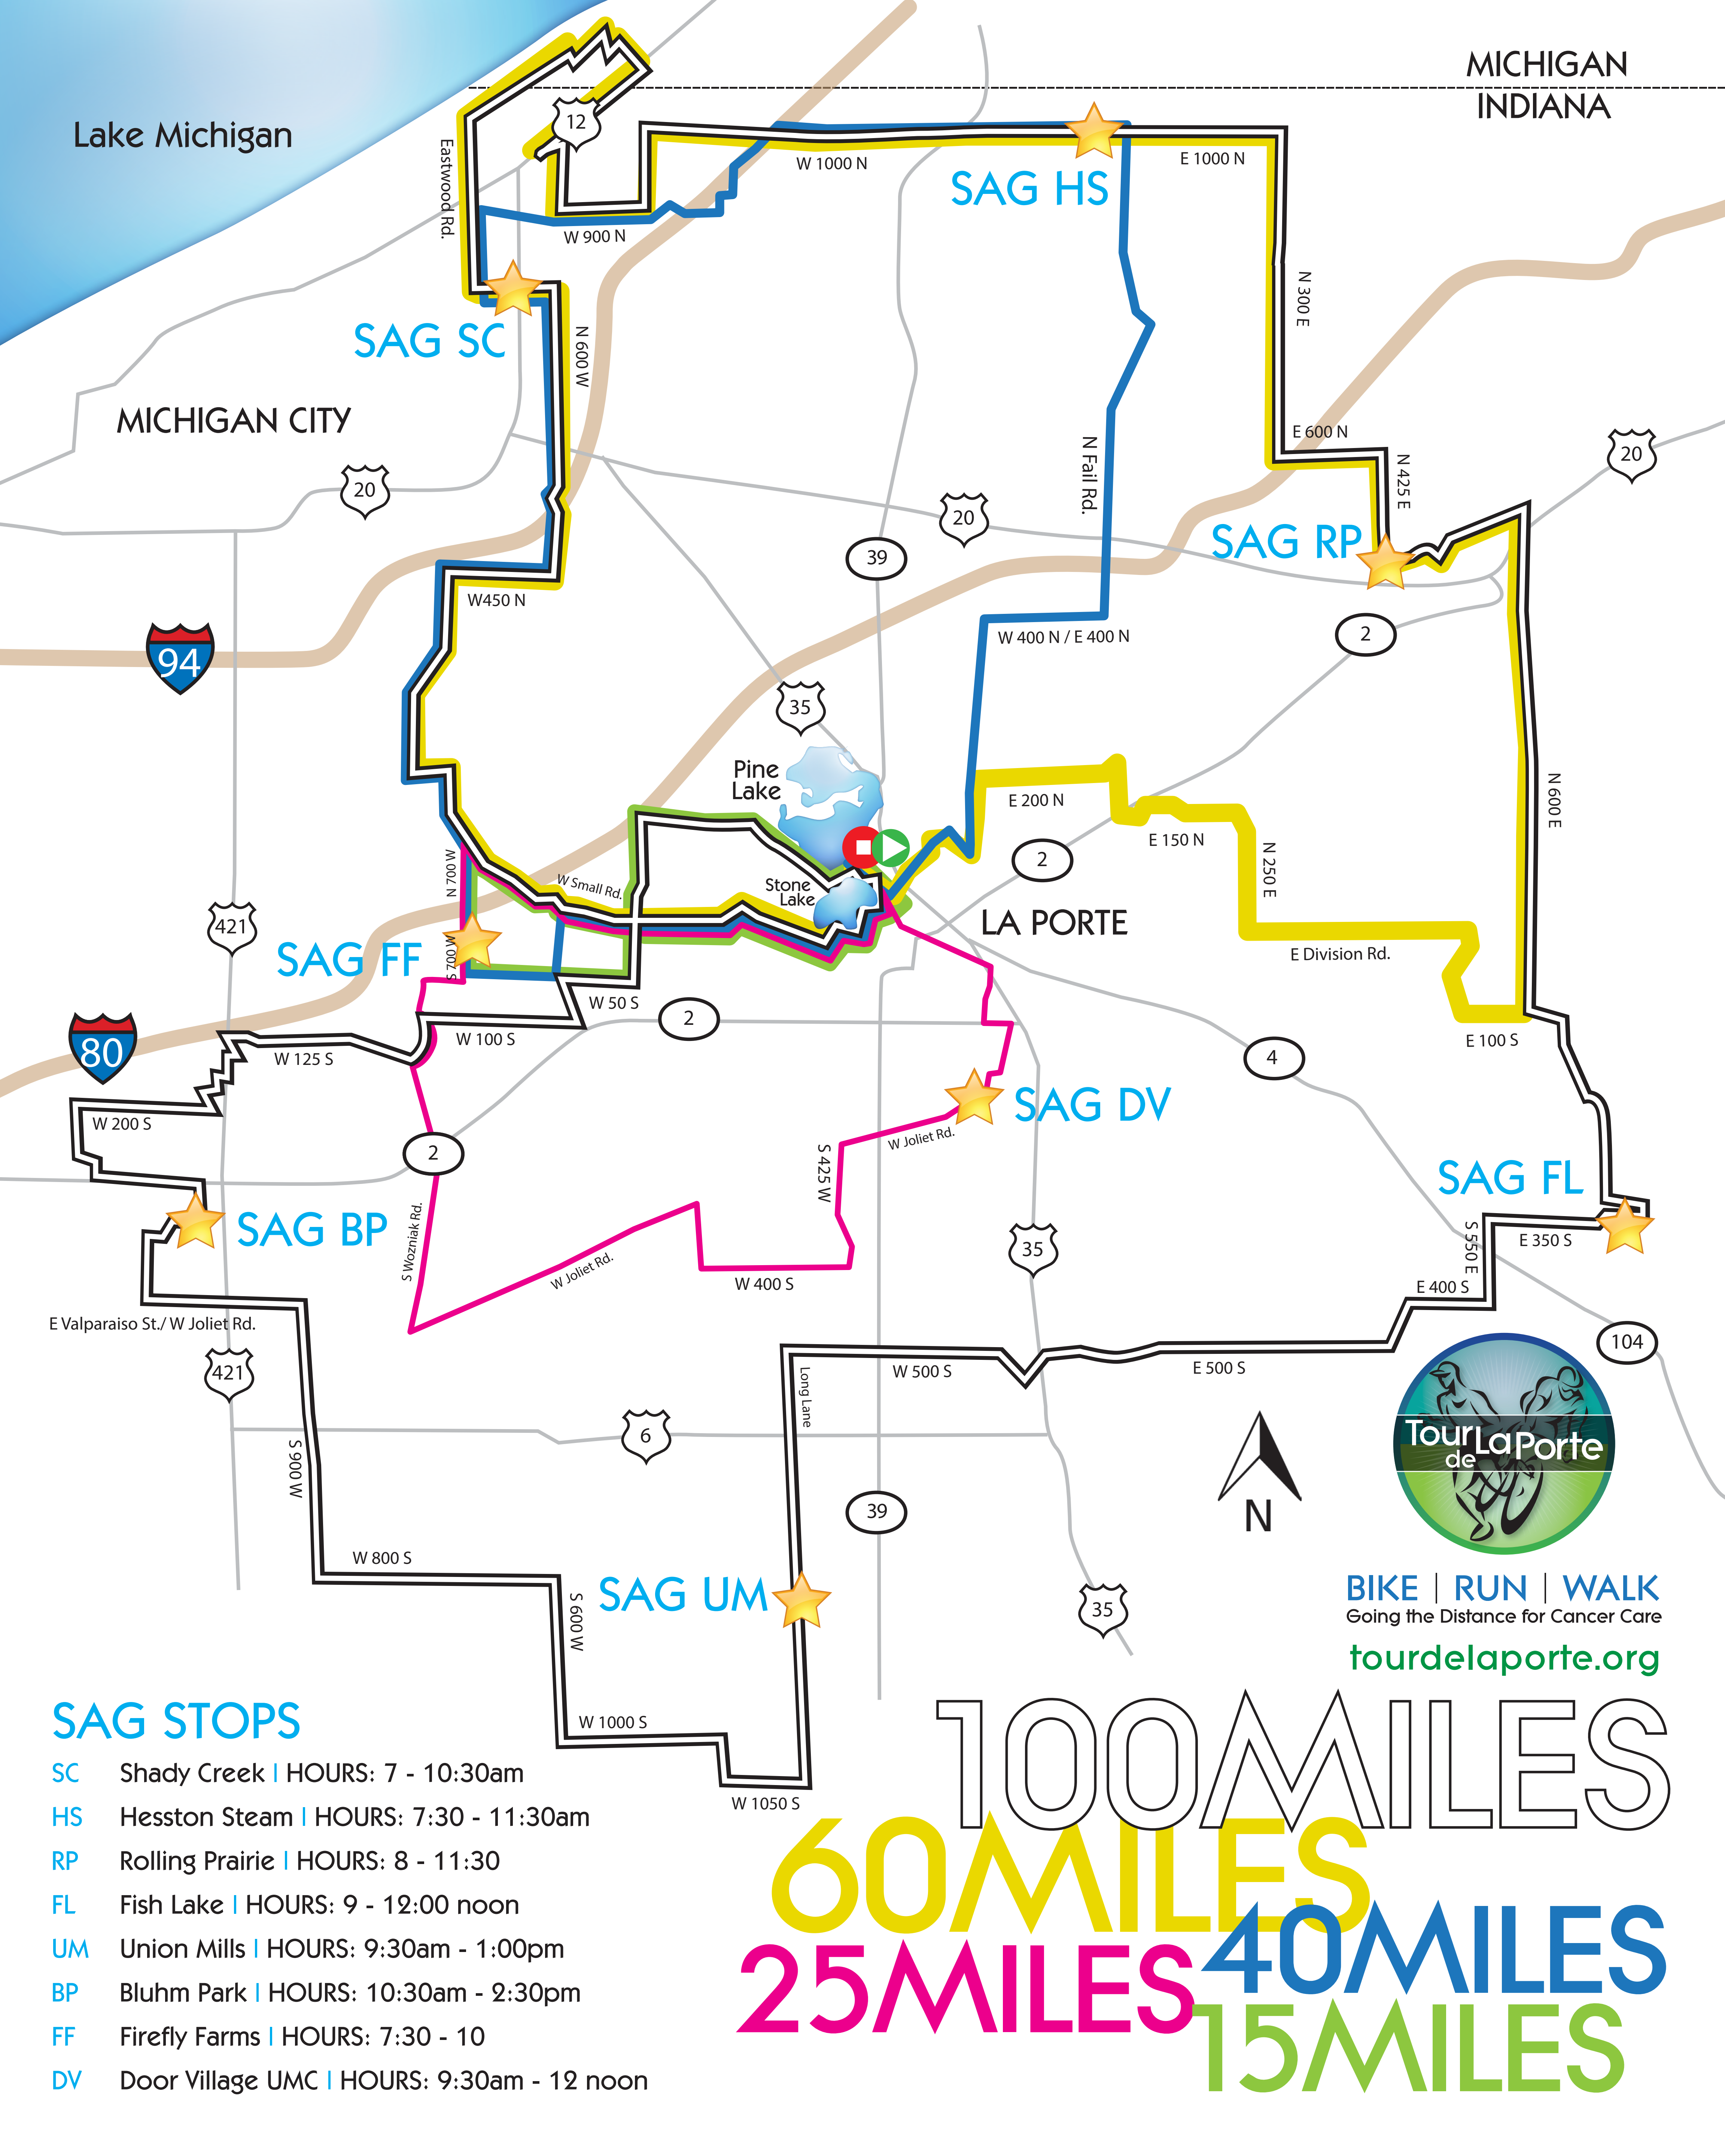 MICHIGAN
INDIANA
Lake Michigan
12
Eastwood Rd.
W 1000 N
E 1000 N
SAG HS
W 900 N
N 300 E
SAG SC
N 600 W
MICHIGAN CITY
E 600 N
N 425 E
20
20
20
N Fail Rd.
SAG RP
39
W450 N
W 400 N / E 400 N
2
94
35
Pine
Lake
E 200 N
N 600 E
E 150 N
2
N 250 E
W 700 N
W Small Rd.
Stone
Lake
421
LA PORTE
SAG FF
W 700 S
E Division Rd.
W 50 S
2
W 100 S
E 100 S
80
W 125 S
4
SAG DV
W 200 S
W Joliet Rd.
2
S 425 W
SAG FL
SAG BP
S Wozniak Rd.
35
S 550 E
E 350 S
W Joliet Rd.
W 400 S
E 400 S
E Valparaiso St./ W Joliet Rd.
104
421
W 500 S
E 500 S
Long Lane
6
Tour
de
LaPorte
S 900 W
N
39
W 800 S
SAG UM
35
S 600 W
BIKE | RUN | WALK
Going the Distance for Cancer Care
tourdelaporte.org
W 1000 S
W 1050 S
SAG STOPS
SC Shady Creek | HOURS: 7 - 10:30am
HS Hesston Steam | HOURS: 7:30 - 11:30am
RP Rolling Prairie | HOURS: 8 - 11:30
FL Fish Lake | HOURS: 9 - 12:00 noon
UM Union Mills | HOURS: 9:30am - 1:00pm
BP Bluhm Park | HOURS: 10:30am - 2:30pm
FF Firefly Farms | HOURS: 7:30 - 10
DV Door Village UMC | HOURS: 9:30am - 12 noon
100MILES
60MILES
40MILES
25MILES
15MILES